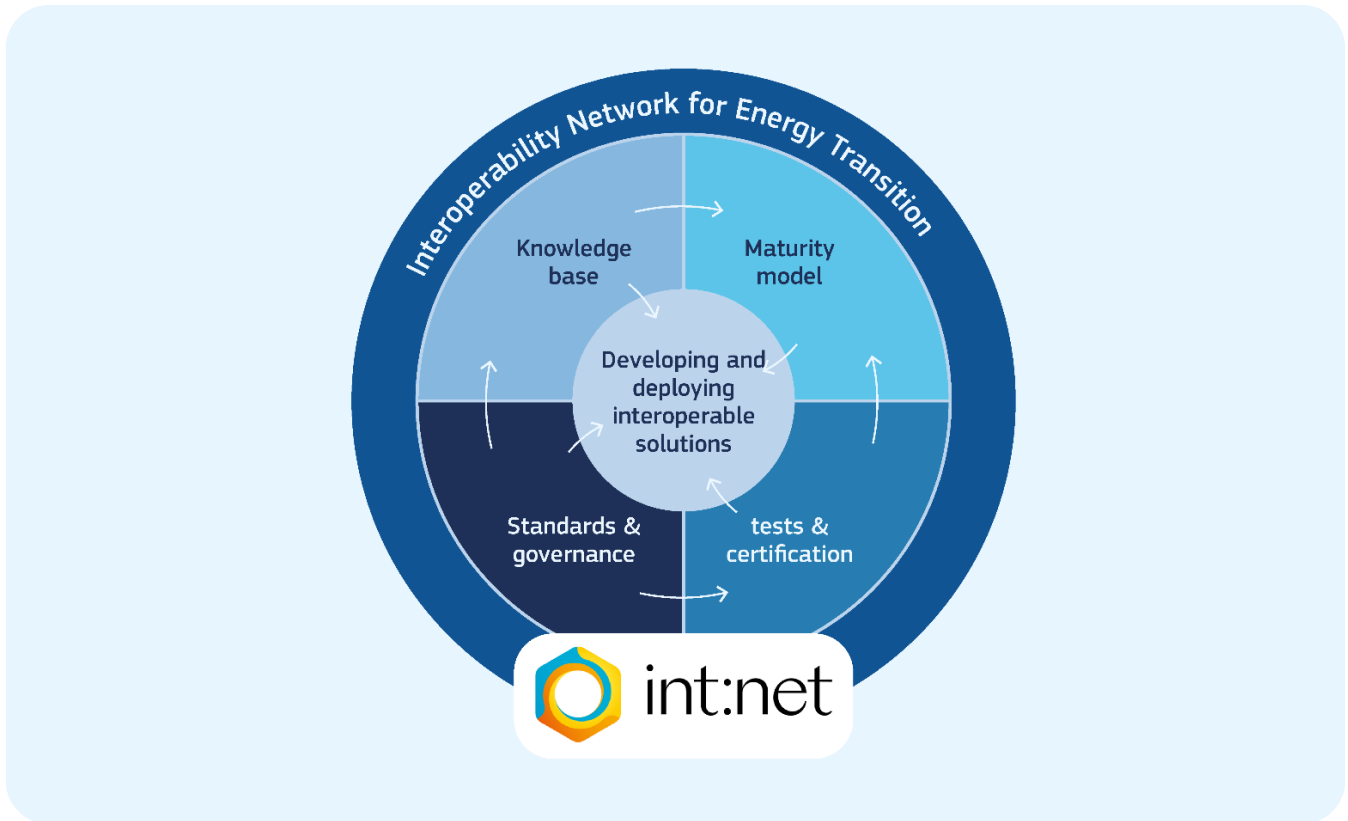 Interoperability Network for Energy Transition
Knowledge
base
Maturity
model
Developing and
deploying
interoperable
solutions
Standards &
governance
tests &
certification
int:net